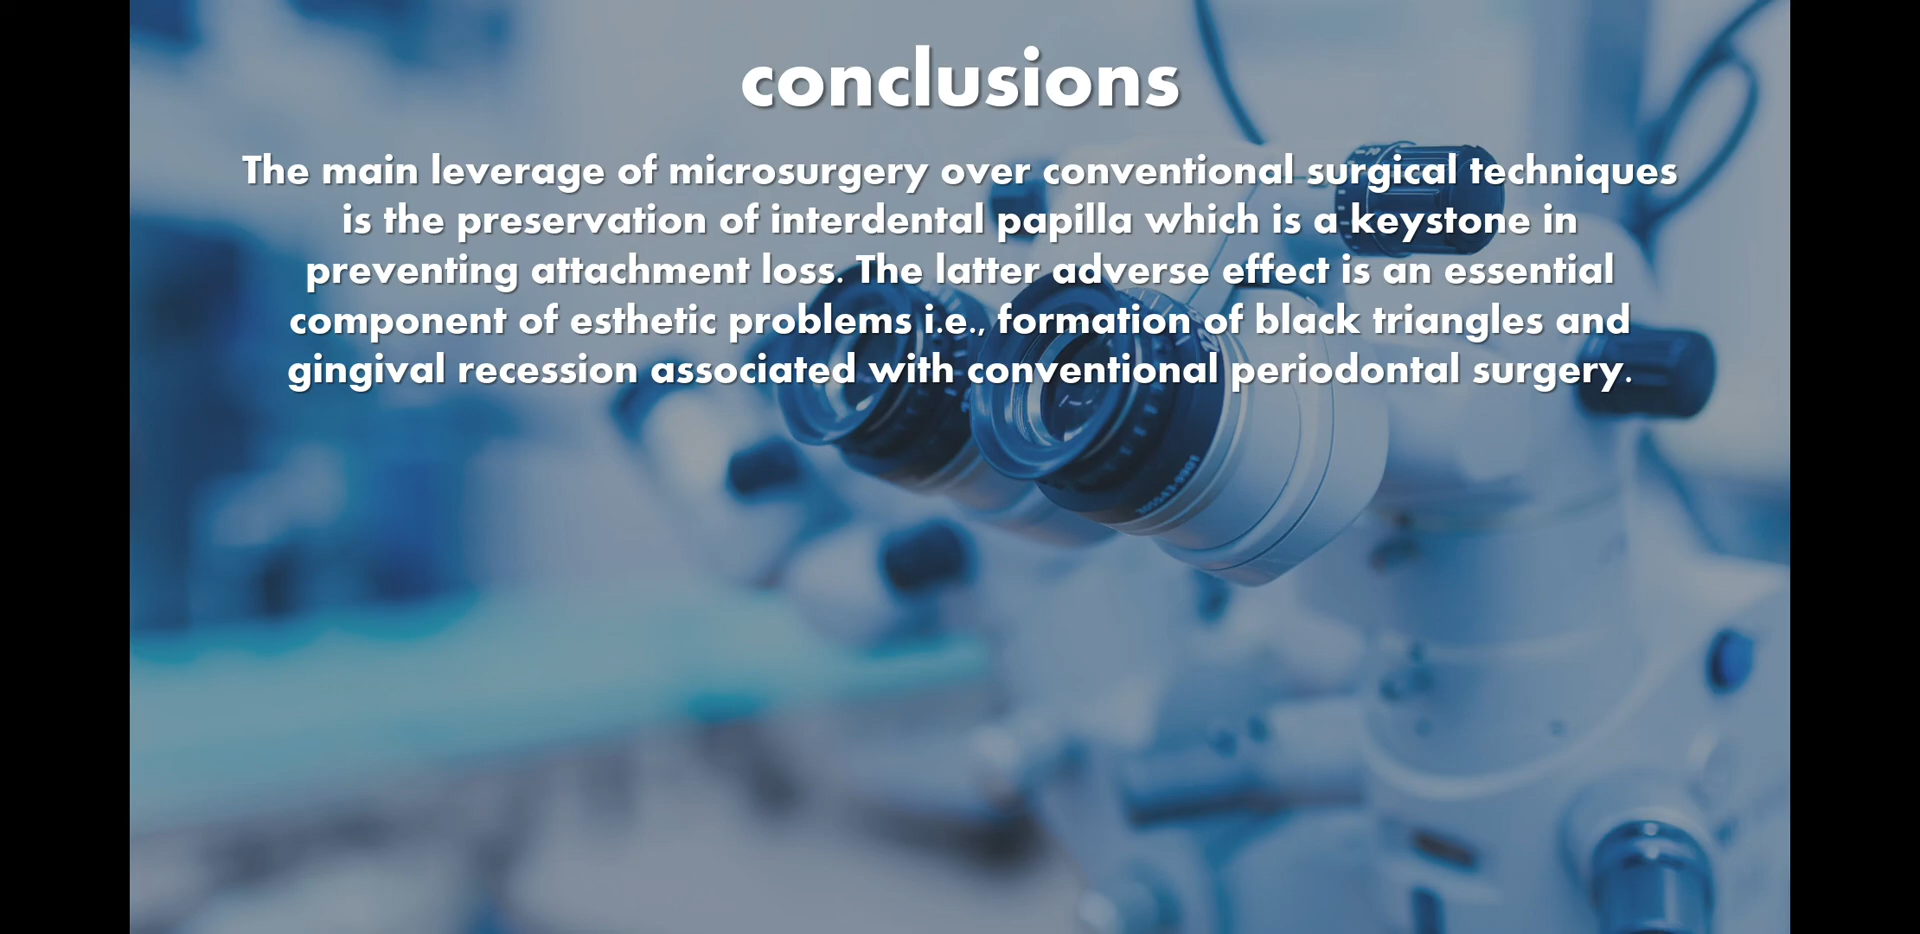 conclusions
The main leverage of microsurgery over conventional surgical techniques
is the preservation of interdental papilla which is a keystone in
preventing attachment loss. The latter adverse effect is an essential
component of esthetic problems i.e., formation of black triangles and
gingival recession associated with conventional periodontal surgery.